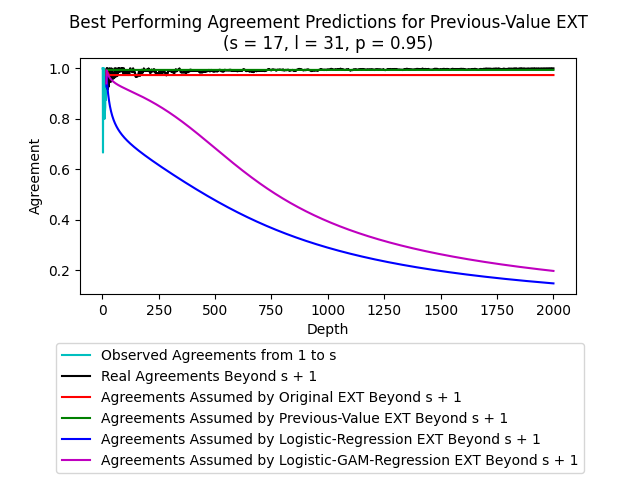 Best Performing Agreement Predictions for Previous-Value EXT
(s = 17, l = 31, p = 0.95)
1.0
0.8
0.6
0.4
0.2
Agreement
0 250 500 750 1000 1250 1500 1750 2000
Depth
Observed Agreements from 1 to s
Real Agreements Beyond s + 1
Agreements Assumed by Original EXT Beyond s + 1
Agreements Assumed by Previous-Value EXT Beyond s + 1
Agreements Assumed by Logistic-Regression EXT Beyond s + 1
Agreements Assumed by Logistic-GAM-Regression EXT Beyond s + 1